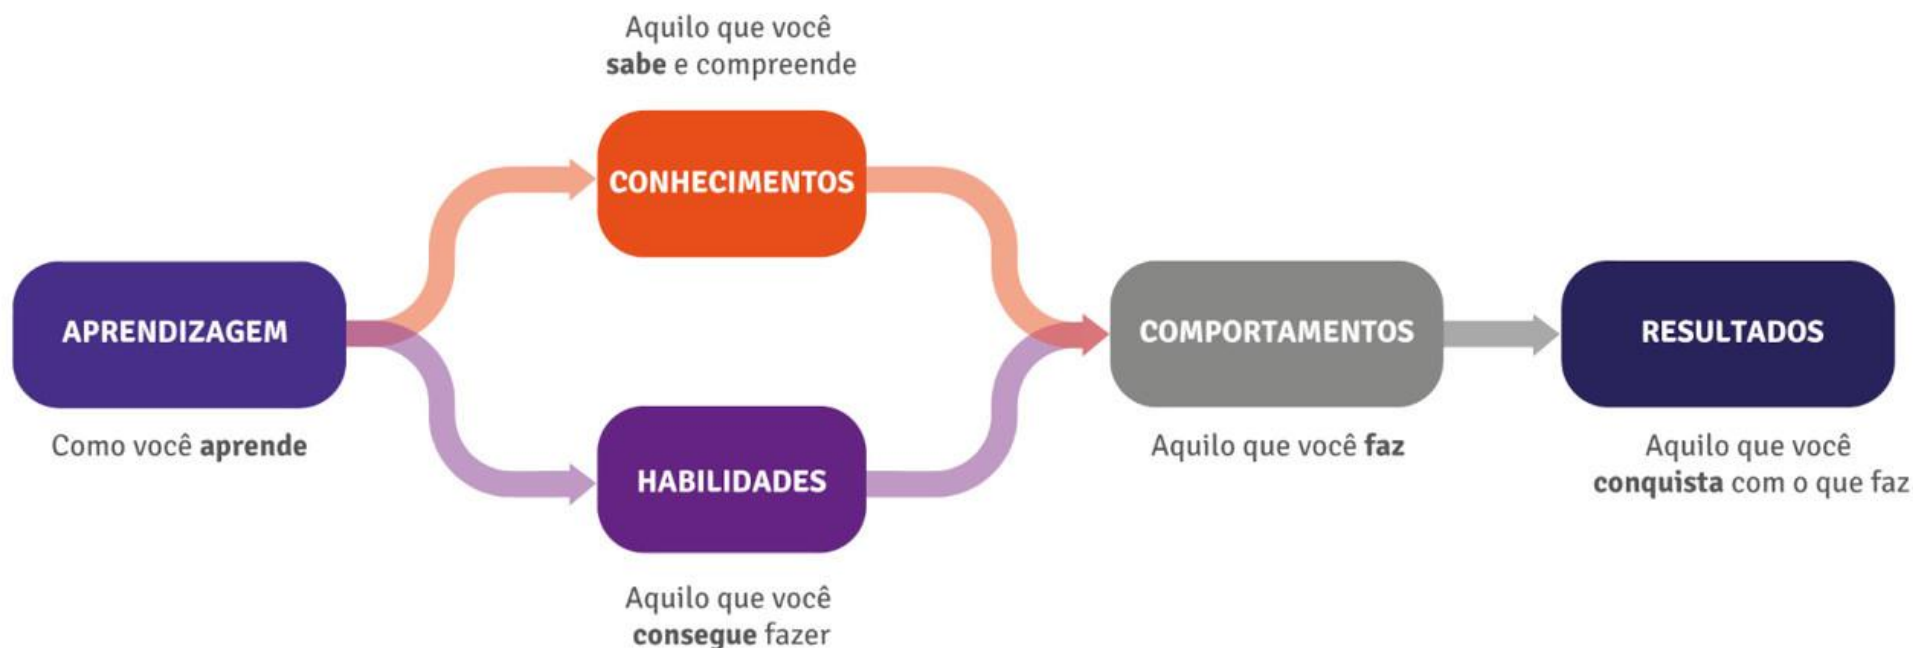 Aquilo que você
sabe e compreende
CONHECIMENTOS
APRENDIZAGEM
Como você aprende
HABILIDADES
Aquilo que você
consegue fazer
COMPORTAMENTOS
Aquilo que você faz
RESULTADOS
Aquilo que você
conquista com o que faz